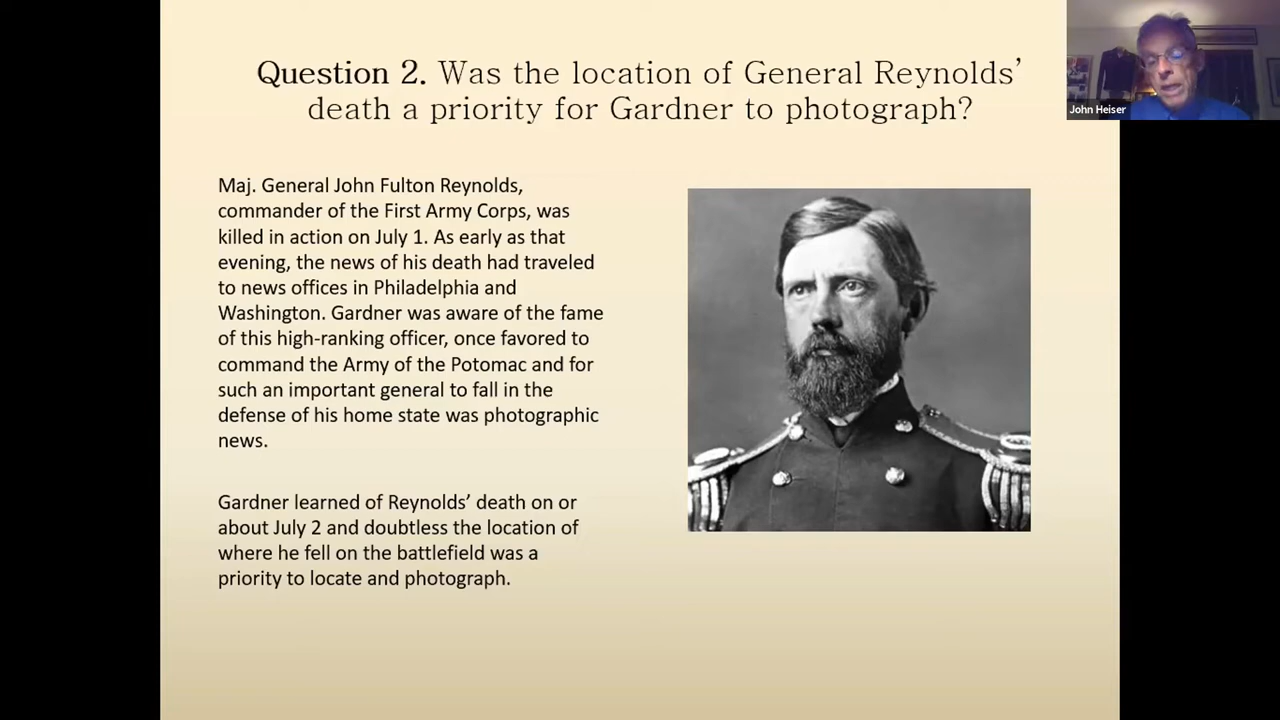 Question 2. Was the location of General Reynolds’
death a priority for Gardner to photograph?
John Heiser
Maj. General John Fulton Reynolds,
commander of the First Army Corps, was
killed in action on July 1. As early as that
evening, the news of his death had traveled
to news offices in Philadelphia and
Washington. Gardner was aware of the fame
of this high-ranking officer, once favored to
command the Army of the Potomac and for
such an important general to fall in the
defense of his home state was photographic
news.
Gardner learned of Reynolds’ death on or
about July 2 and doubtless the location of
where he fell on the battlefield was a
priority to locate and photograph.